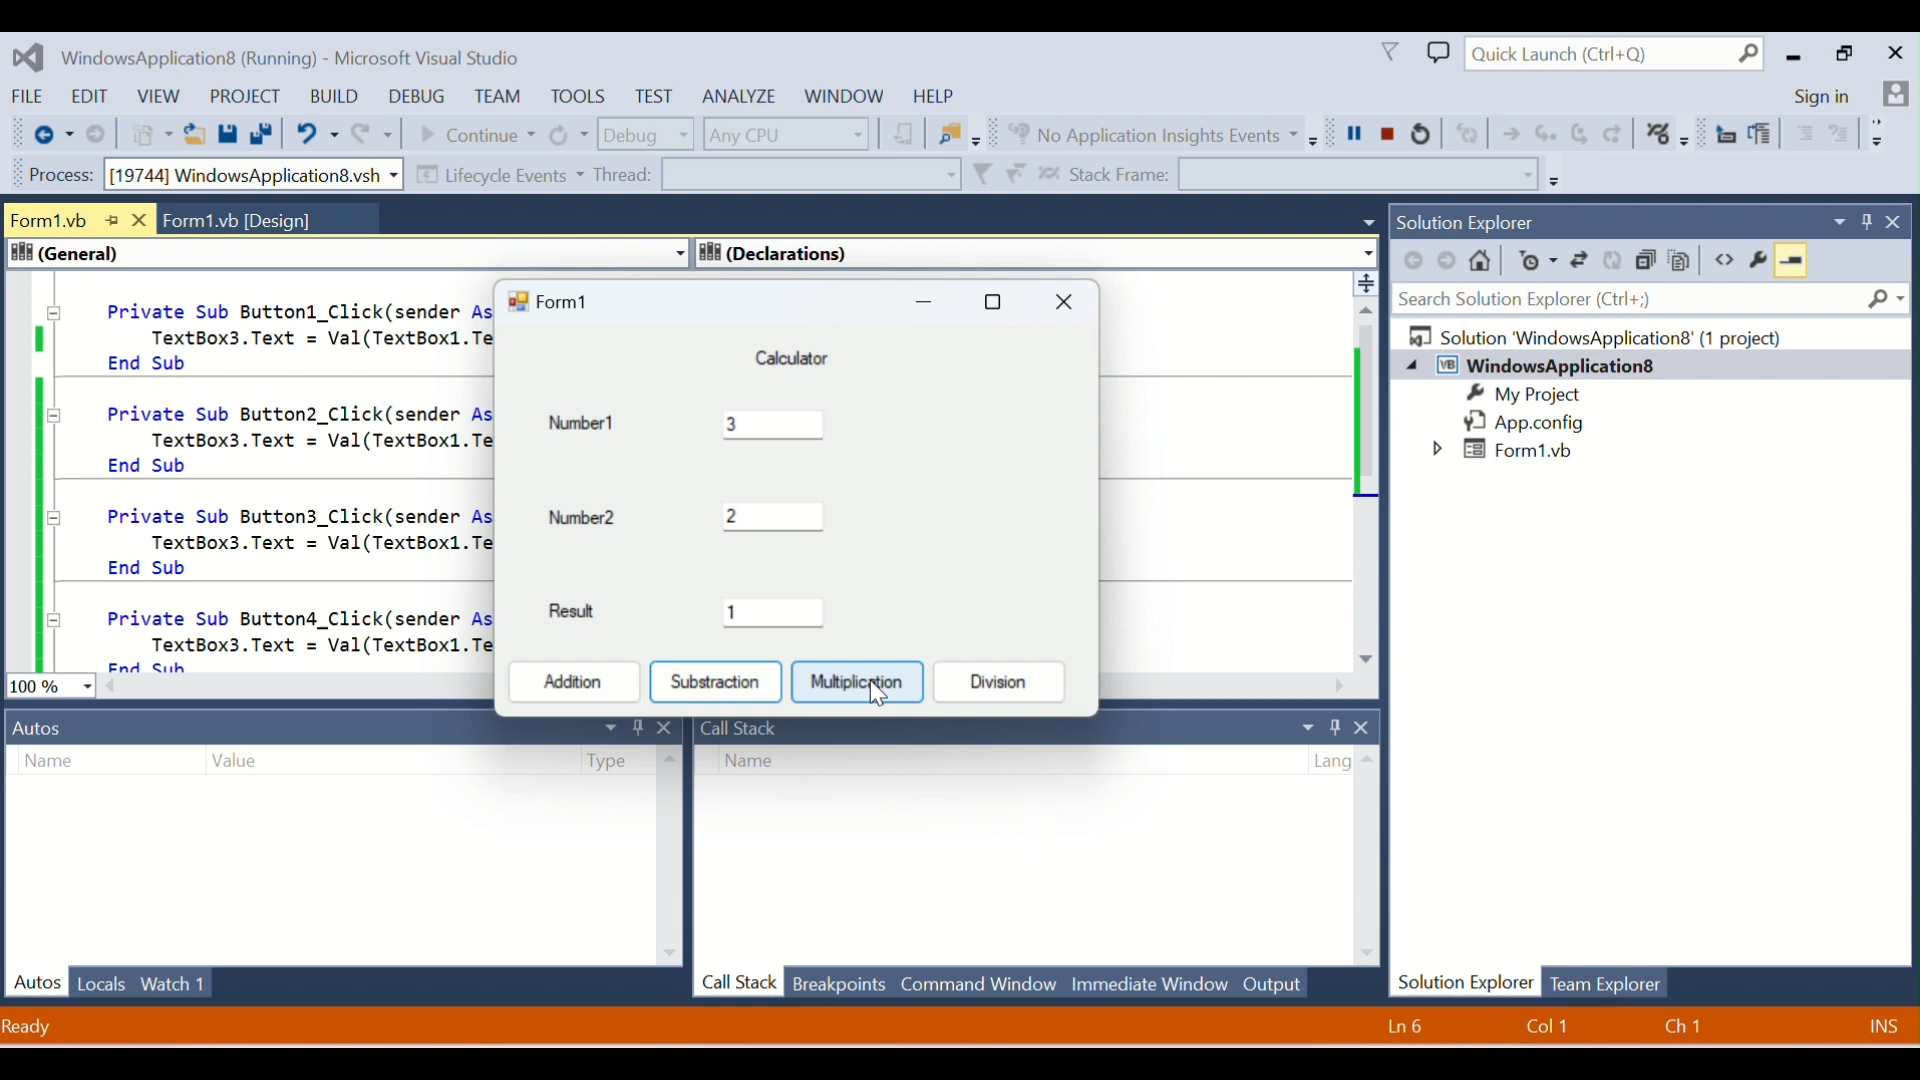 WindowsApplication8 (Running) - Microsoft Visual Studio
Quick Launch (Ctrl+Q)
FILE EDIT VIEW PROJECT BUILD DEBUG TEAM TOOLS TEST ANALYZE WINDOW HELP
Sign in
Continue Debug Any CPU No Application Insights Events
Process: [19744] WindowsApplication8.vsh Lifecycle Events Thread: Stack Frame:
Form1.vb Form1.vb [Design]
(General) (Declarations)
Private Sub Button1_Click(sender As
TextBox3.Text = Val(TextBox1.Te
End Sub
Private Sub Button2_Click(sender As
TextBox3.Text = Val(TextBox1.Te
End Sub
Private Sub Button3_Click(sender As
TextBox3.Text = Val(TextBox1.Te
End Sub
Private Sub Button4_Click(sender As
TextBox3.Text = Val(TextBox1.Te
End Sub
100 %
Form1
Calculator
Number1 3
Number2 2
Result 1
Addition Substraction Multiplication Division
Solution Explorer
Search Solution Explorer (Ctrl+;)
Solution 'WindowsApplication8' (1 project)
VB WindowsApplication8
My Project
App.config
Form1.vb
Autos
Name Value Type
Call Stack
Name Lang
Autos Locals Watch 1
Call Stack Breakpoints Command Window Immediate Window Output
Solution Explorer Team Explorer
Ready Ln 6 Col 1 Ch 1 INS